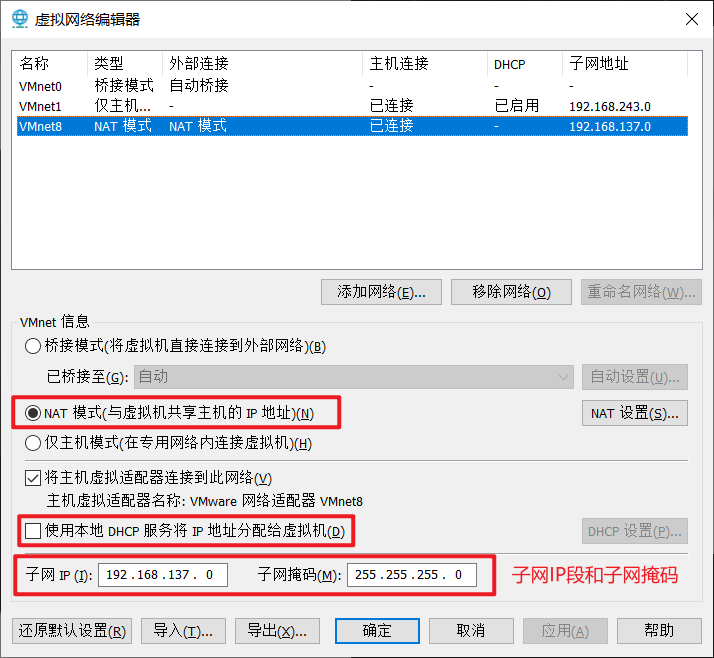 虚拟网络编辑器
名称 类型 外部连接 主机连接 DHCP 子网地址
VMnet0 桥接模式 自动桥接 - - -
VMnet1 仅主机... - 已连接 已启用 192.168.243.0
VMnet8 NAT 模式 NAT 模式 已连接 - 192.168.137.0
添加网络(E)... 移除网络(O) 重命名网络(W)...
VMnet 信息
桥接模式(将虚拟机直接连接到外部网络)(B)
已桥接至(G): 自动 自动设置(U)...
NAT 模式(与虚拟机共享主机的 IP 地址)(N) NAT 设置(S)...
仅主机模式(在专用网络内连接虚拟机)(H)
将主机虚拟适配器连接到此网络(V)
主机虚拟适配器名称: VMware 网络适配器 VMnet8
使用本地 DHCP 服务将 IP 地址分配给虚拟机(D) DHCP 设置(P)...
子网 IP (I): 192.168.137. 0 子网掩码(M): 255.255.255. 0 子网IP段和子网掩码
还原默认设置(R) 导入(T)... 导出(X)... 确定 取消 应用(A) 帮助